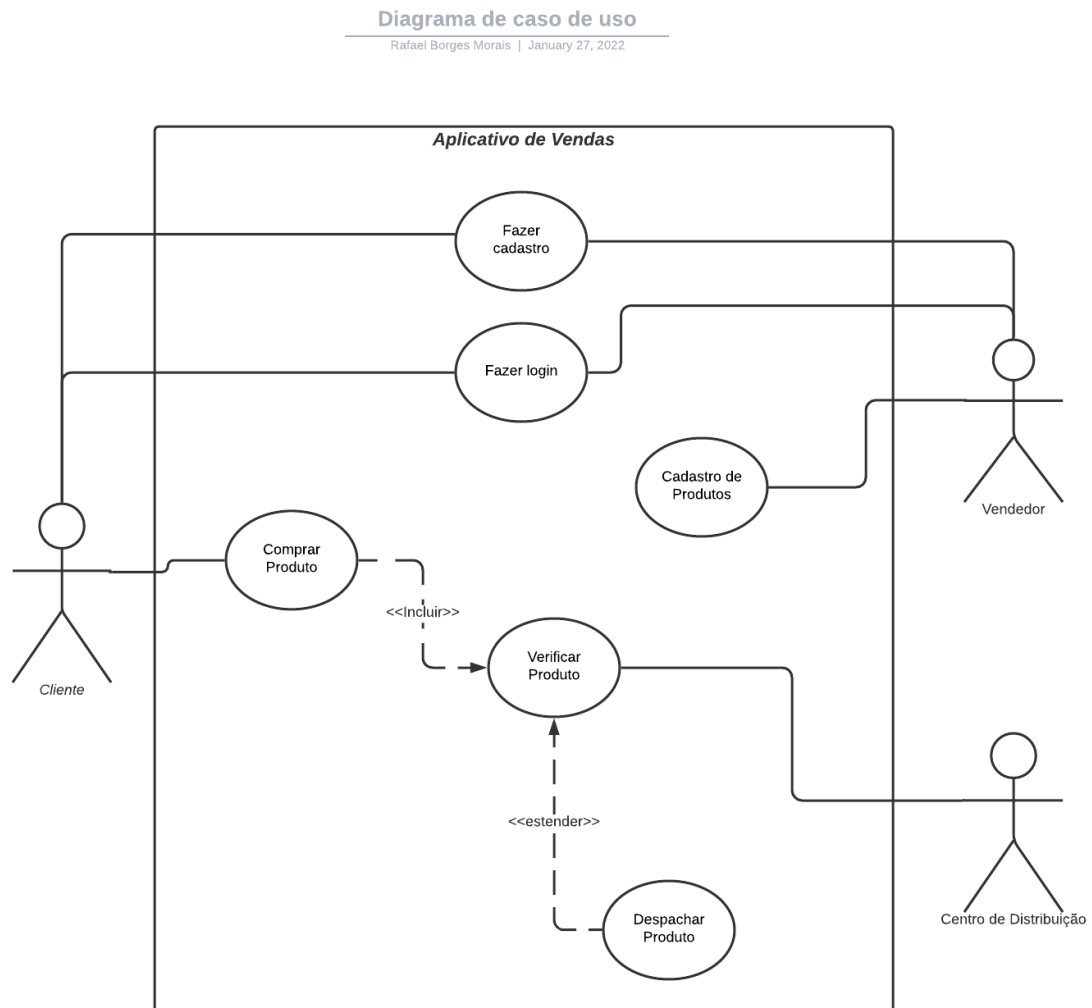 Diagrama de caso de uso
Rafael Borges Morais | January 27, 2022
Aplicativo de Vendas
Fazer
cadastro
Fazer login
Cadastro de
Produtos
Vendedor
Comprar
Produto
<<Incluir>>
Verificar
Produto
Cliente
<<estender>>
Despachar
Produto
Centro de Distribuição